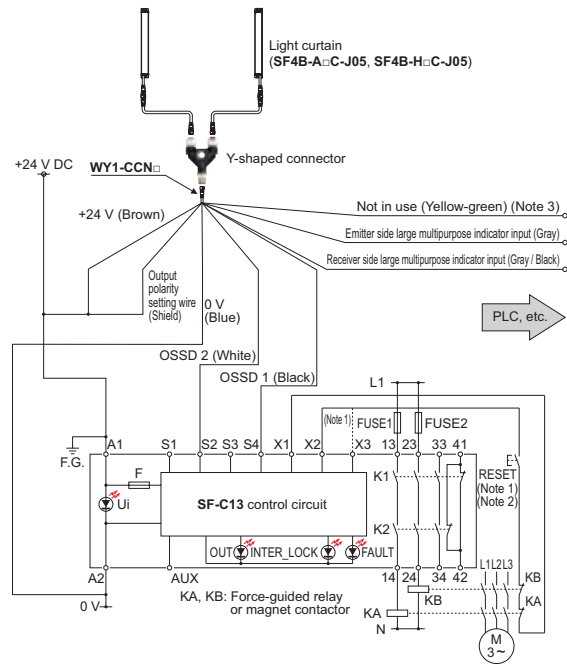 Light curtain
(SF4B-A□C-J05, SF4B-H□C-J05)
Y-shaped connector
+24 V DC
WY1-CCN□
+24 V (Brown)
Not in use (Yellow-green) (Note 3)
Emitter side large multipurpose indicator input (Gray)
Receiver side large multipurpose indicator input (Gray / Black)
Output
polarity
setting wire
(Shield)
0 V
(Blue)
PLC, etc.
OSSD 2 (White)
OSSD 1 (Black)
L1
(Note 1)
FUSE1
FUSE2
F.G.
A1
S1
S2
S3
S4
X1
X2
X3
13
23
33
41
RESET
(Note 1)
(Note 2)
F
K1
Ui
SF-C13 control circuit
K2
OUT
INTER_LOCK
FAULT
A2
AUX
14
24
34
42
KA, KB: Force-guided relay
or magnet contactor
L1 L2 L3
KB
KB
KA
KA
0 V
N
M
3~